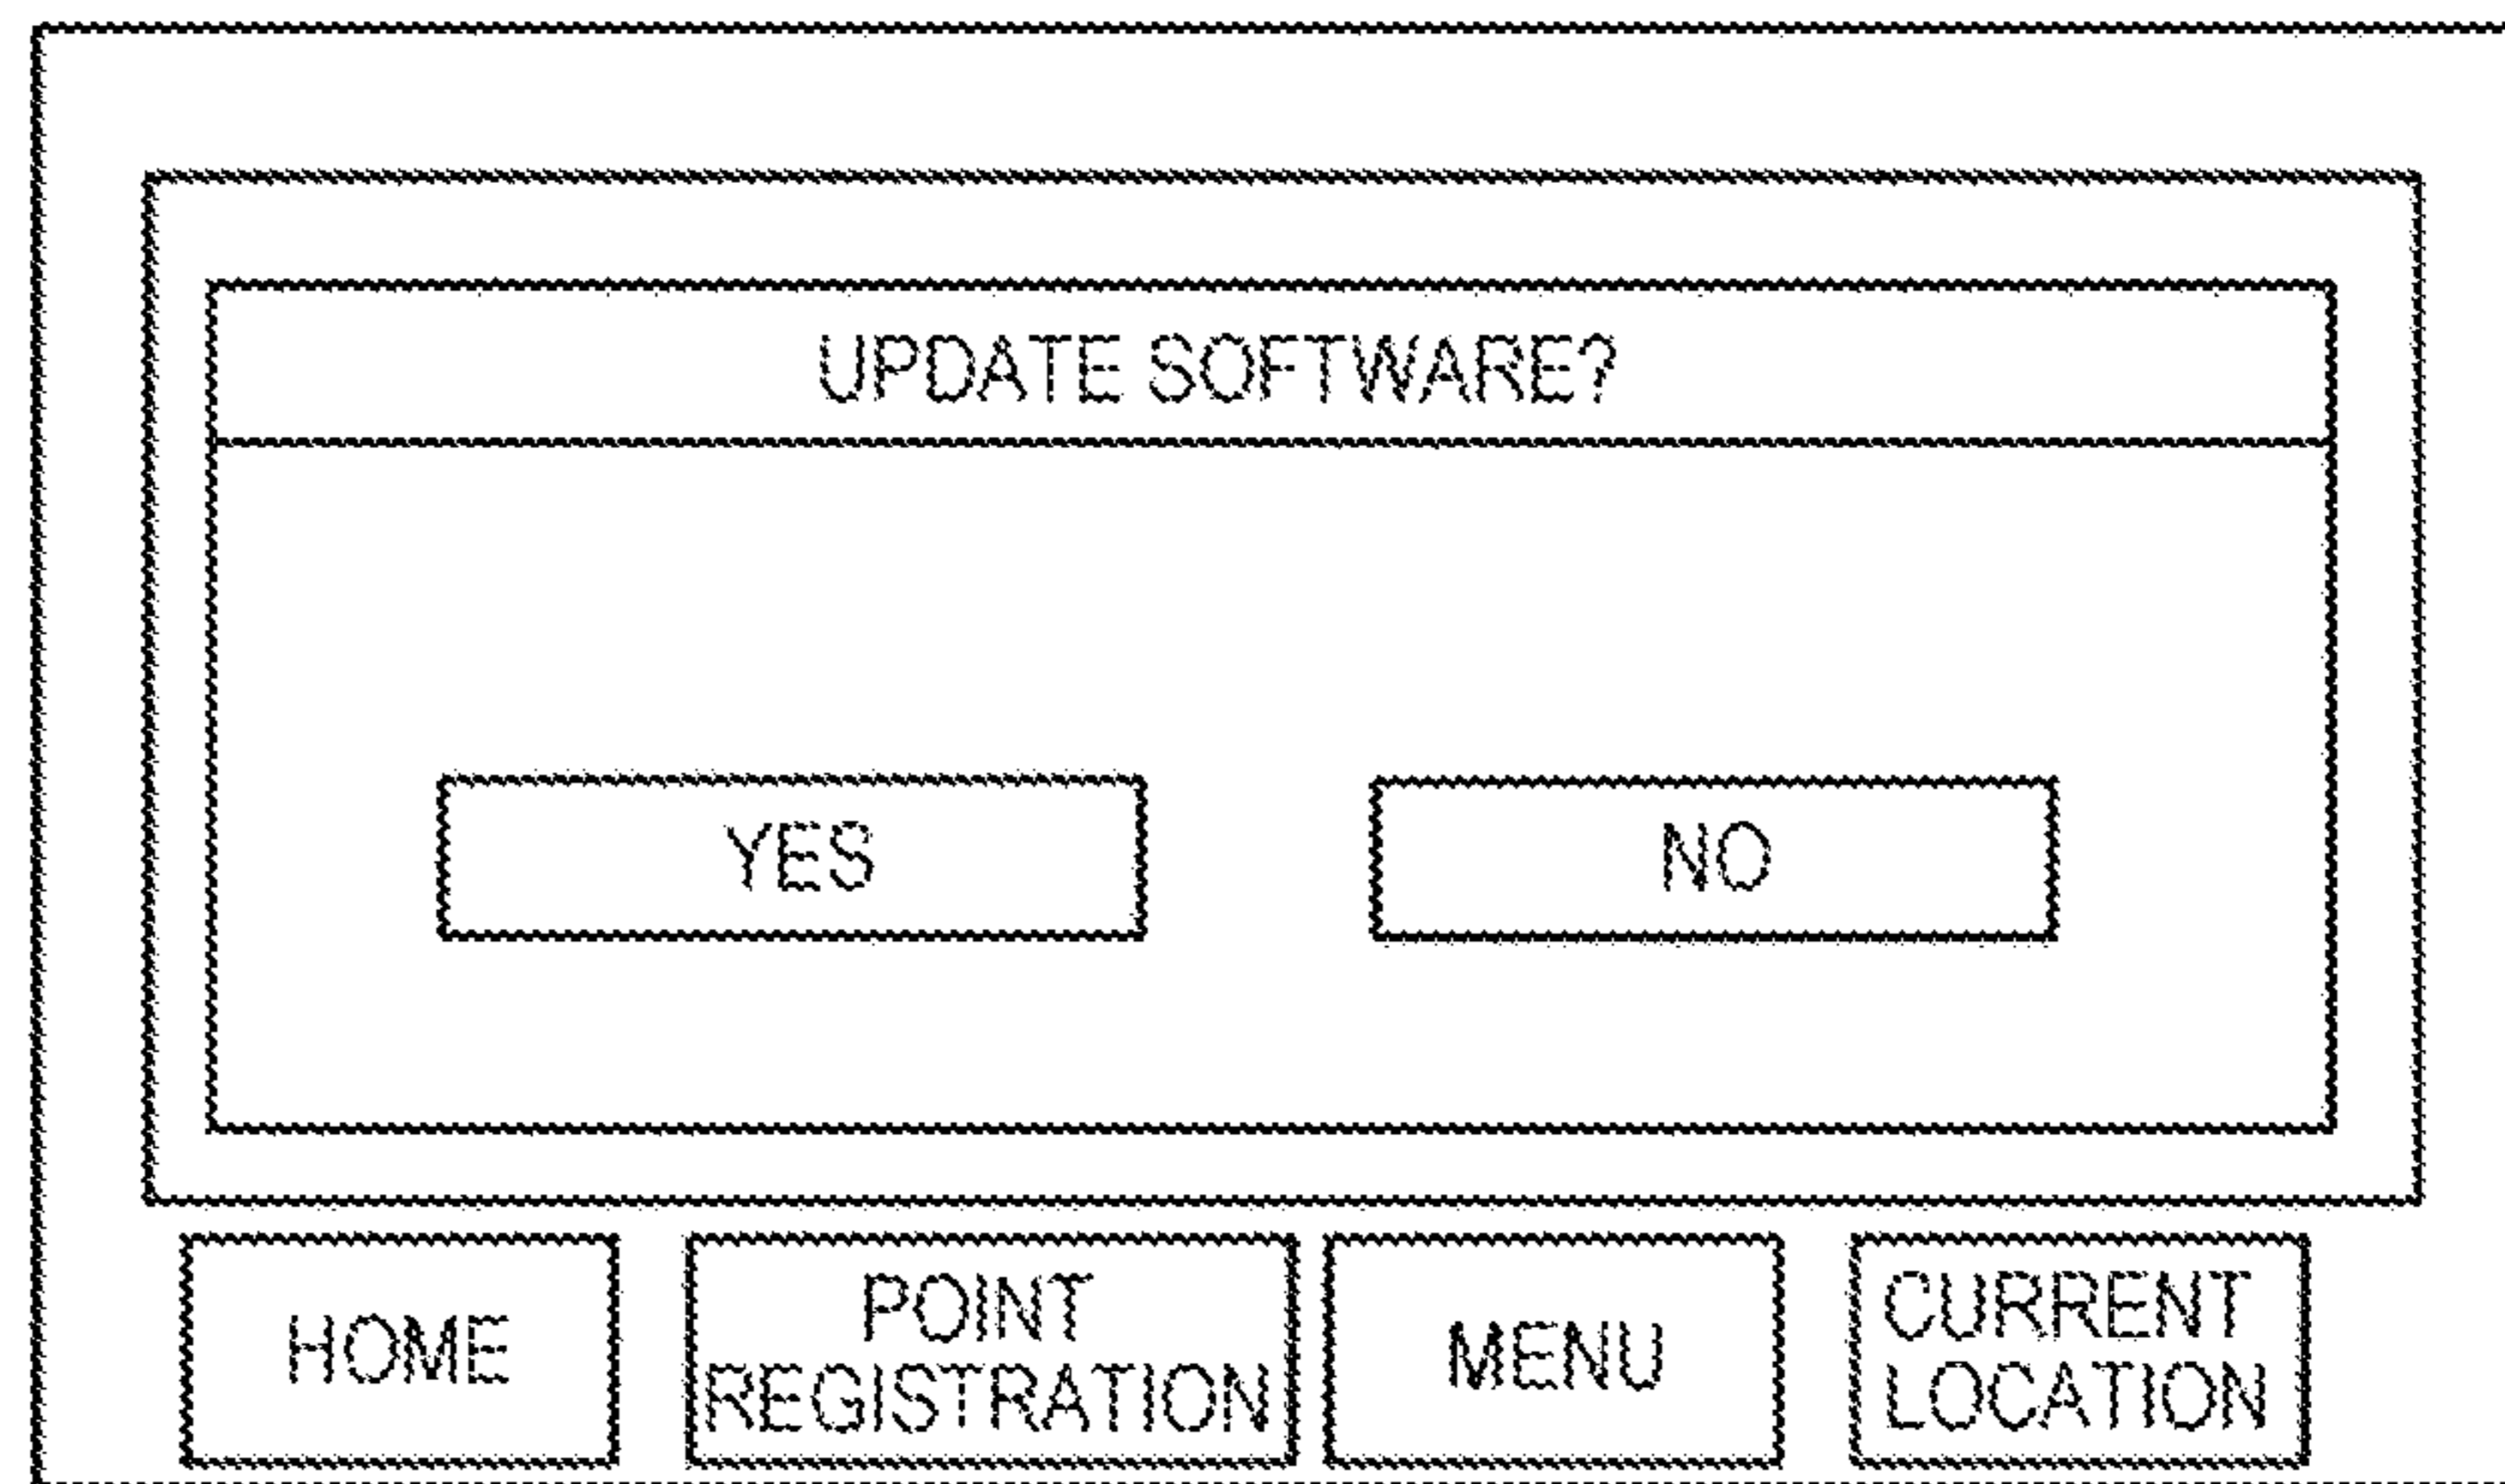 UPDATE SOFTWARE?
YES
NO
HOME
POINT
REGISTRATION
MENU
CURRENT
LOCATION